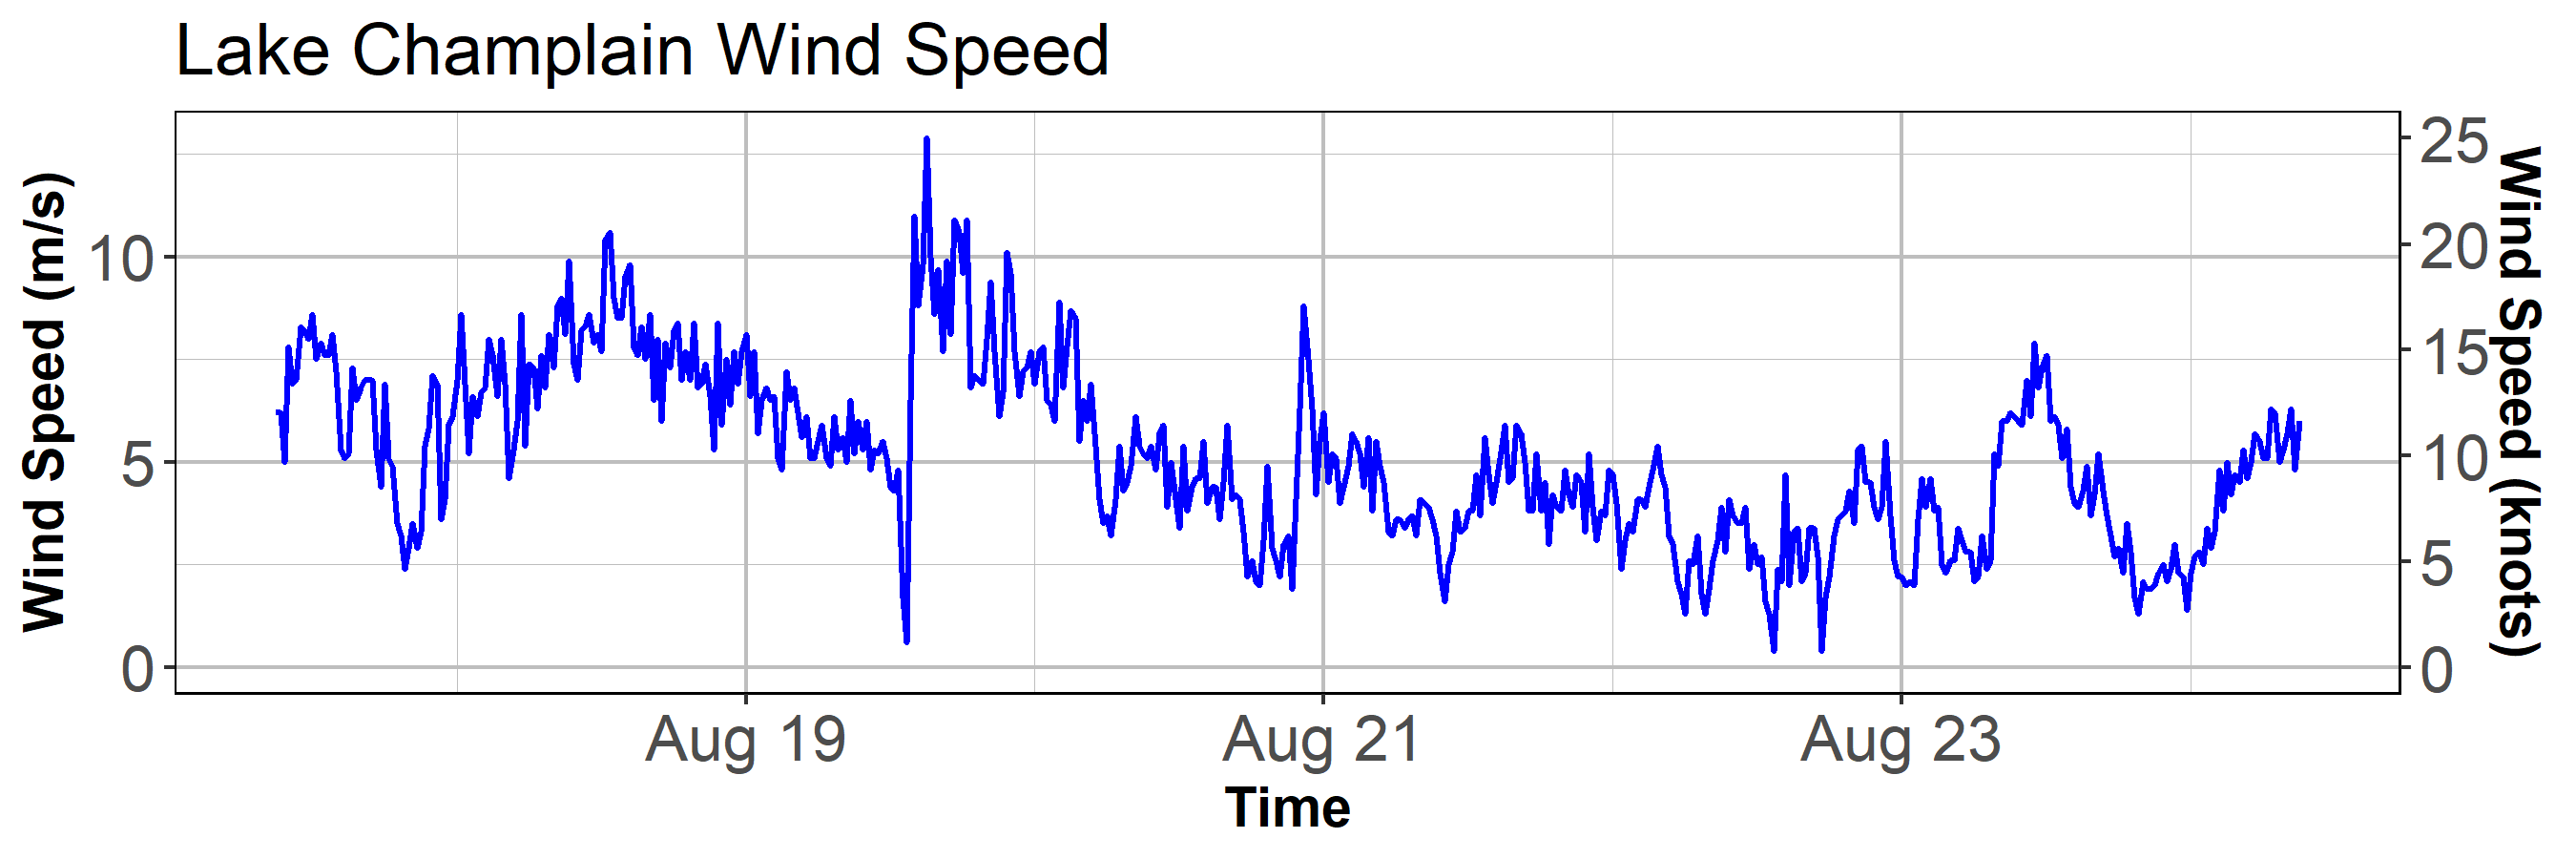 Lake Champlain Wind Speed
Wind Speed (m/s)
10
5
0
25
20
15
10
5
0
Wind Speed (knots)
Aug 19
Aug 21
Aug 23
Time